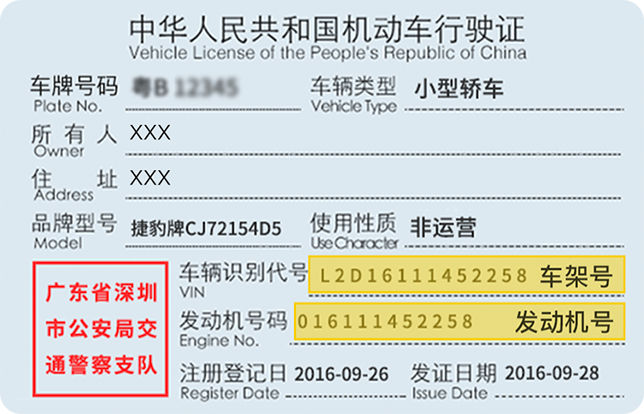 中华人民共和国机动车行驶证
Vehicle License of the People's Republic of China
车牌号码 粤B 12345 车辆类型 小型轿车
Plate No. Vehicle Type
所有人 XXX
Owner
住址 XXX
Address
品牌型号 捷豹牌CJ72154D5 使用性质 非运营
Model Use Character
车辆识别代号 L2D16111452258 车架号
VIN
发动机号码 016111452258 发动机号
Engine No.
注册登记日 2016-09-26 发证日期 2016-09-28
Register Date Issue Date
广东省深圳
市公安局交
通警察支队